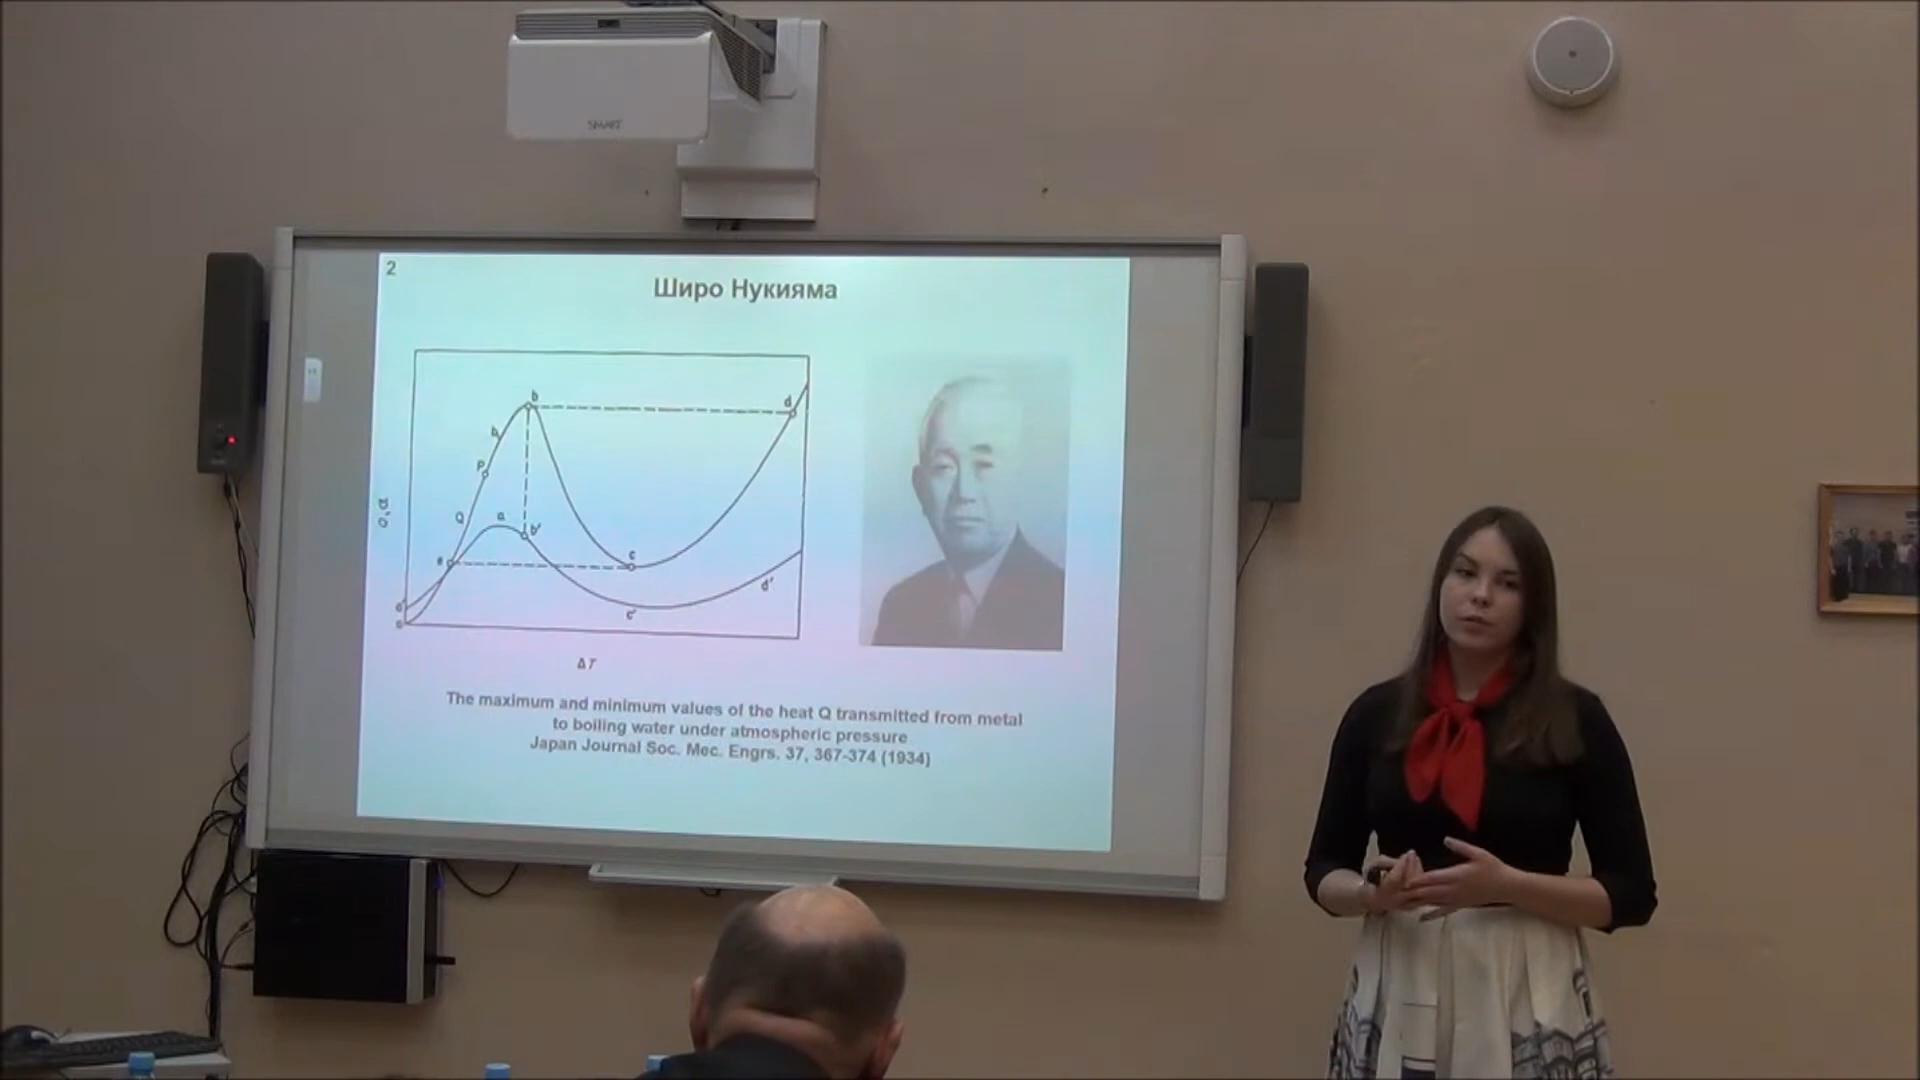 SMART
2
Широ Нукияма
b
d
P
Q
a
b'
e
c
c'
d'
ΔT
The maximum and minimum values of the heat Q transmitted from metal
to boiling water under atmospheric pressure
Japan Journal Soc. Mec. Engrs. 37, 367-374 (1934)